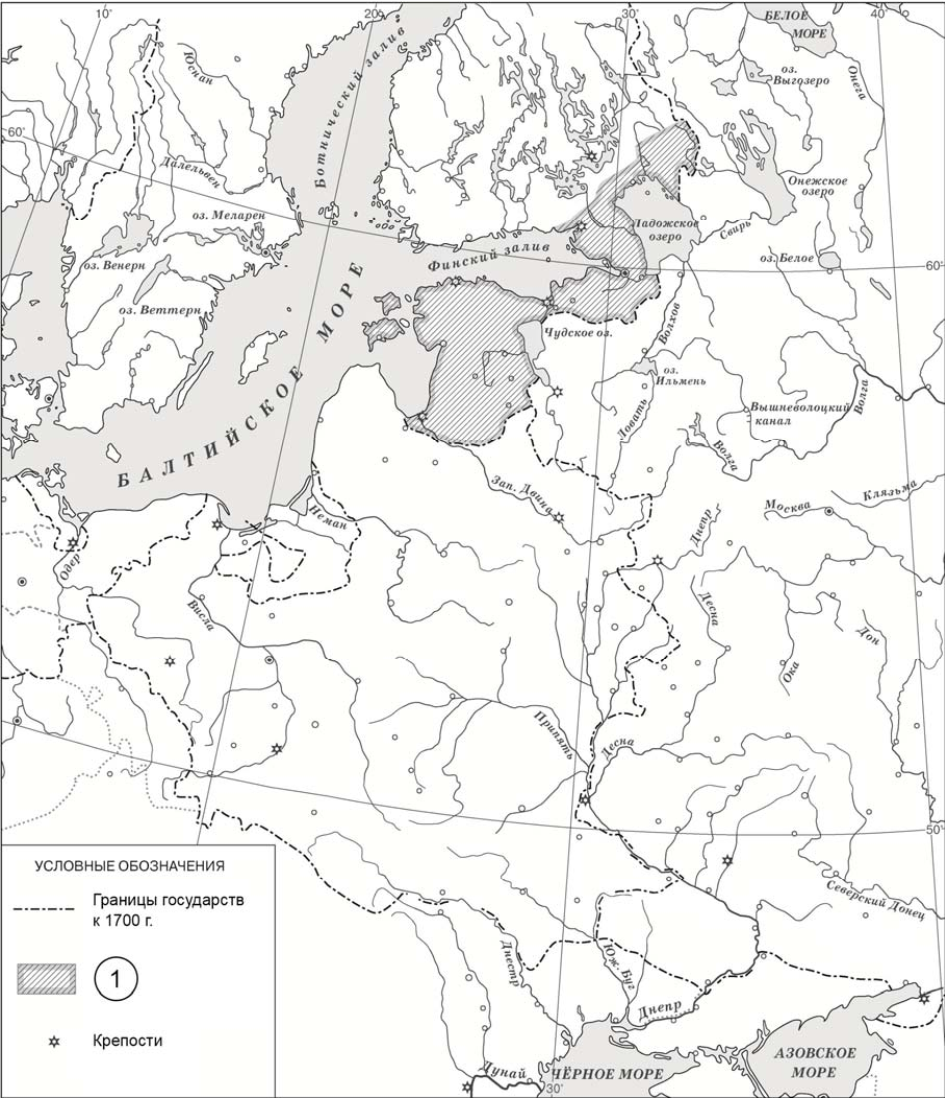 10°
20°
30°
40°
БЕЛОЕ
МОРЕ
оз.
Выгозеро
Онега
Юснан
Ботнический залив
60°
Далельвен
оз. Меларен
Онежское
озеро
Ладожское
озеро
Свирь
оз. Венерн
Финский залив
оз. Белое
60°
оз. Веттерн
Чудское оз.
Волхов
оз.
Ильмень
БАЛТИЙСКОЕ МОРЕ
Ловать
Вышневолоцкий
канал
Волга
Волга
Зап. Двина
Клязьма
Москва
Неман
Днепр
Одер
Висла
Десна
Дон
Ока
Припять
Десна
50°
УСЛОВНЫЕ ОБОЗНАЧЕНИЯ
Границы государств
к 1700 г.
1
Крепости
Северский Донец
Днестр
Юж. Буг
Днепр
Дунай
30°
ЧЁРНОЕ МОРЕ
АЗОВСКОЕ
МОРЕ